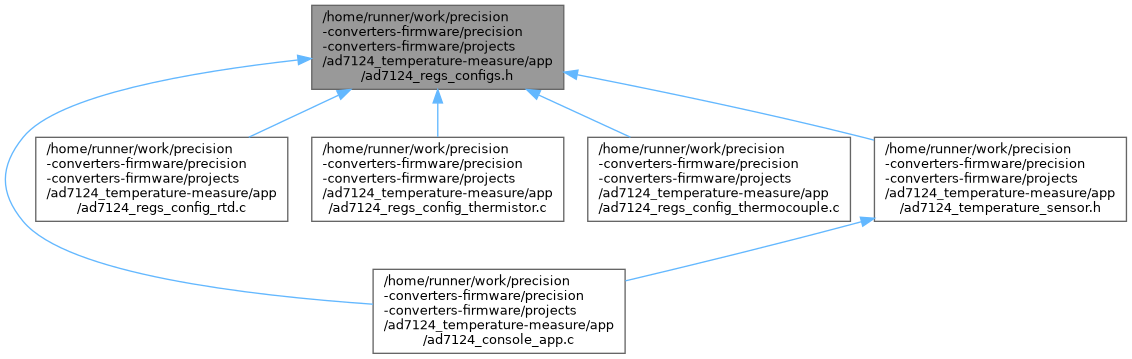 /home/runner/work/precision
-converters-firmware/precision
-converters-firmware/projects
/ad7124_temperature-measure/app
/ad7124_regs_configs.h
/home/runner/work/precision
-converters-firmware/precision
-converters-firmware/projects
/ad7124_temperature-measure/app
/ad7124_regs_config_rtd.c
/home/runner/work/precision
-converters-firmware/precision
-converters-firmware/projects
/ad7124_temperature-measure/app
/ad7124_regs_config_thermistor.c
/home/runner/work/precision
-converters-firmware/precision
-converters-firmware/projects
/ad7124_temperature-measure/app
/ad7124_regs_config_thermocouple.c
/home/runner/work/precision
-converters-firmware/precision
-converters-firmware/projects
/ad7124_temperature-measure/app
/ad7124_temperature_sensor.h
/home/runner/work/precision
-converters-firmware/precision
-converters-firmware/projects
/ad7124_temperature-measure/app
/ad7124_console_app.c